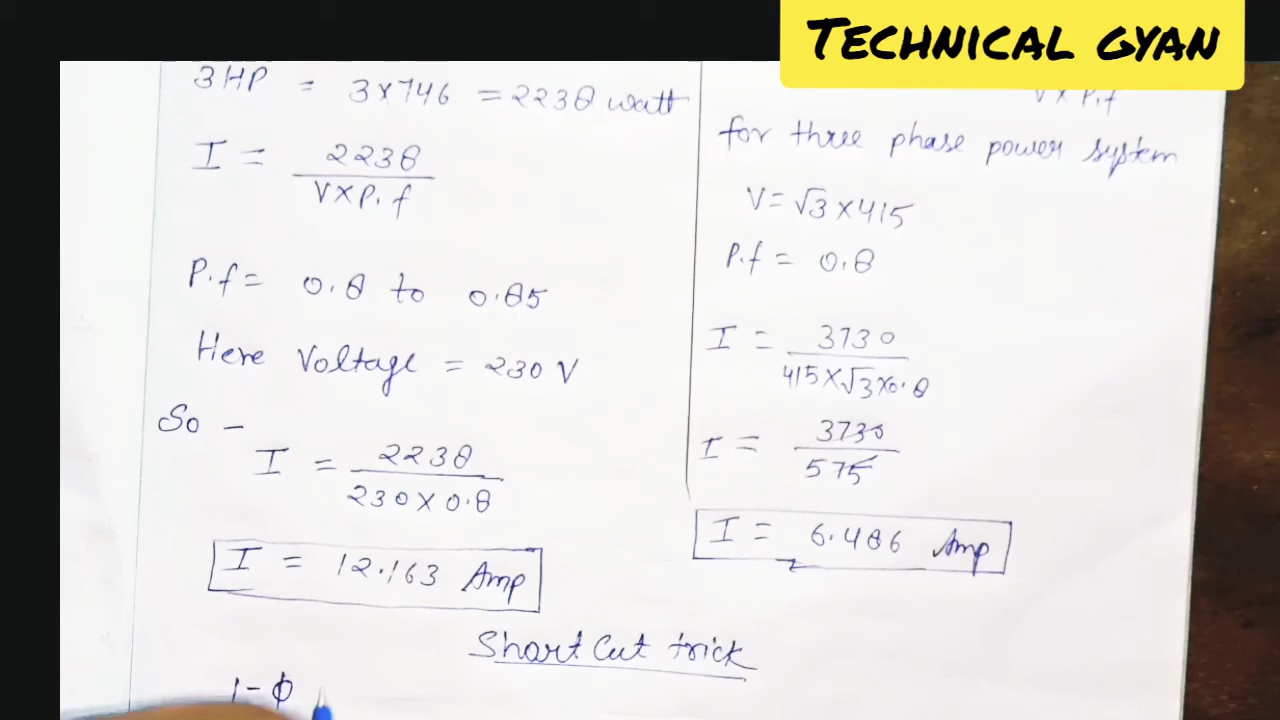 TECHNICAL GYAN
3 HP = 3×746 = 2238 watt
I = 2238
V×P.f
P.f = 0.8 to 0.85
Here Voltage = 230 V
So -
I = 2238
230×0.8
I = 12.163 Amp
V×P.f
for three phase power system
V = √3×415
P.f = 0.8
I = 3730
415×√3×0.8
I = 3730
575
I = 6.486 Amp
Short Cut trick
1-ϕ